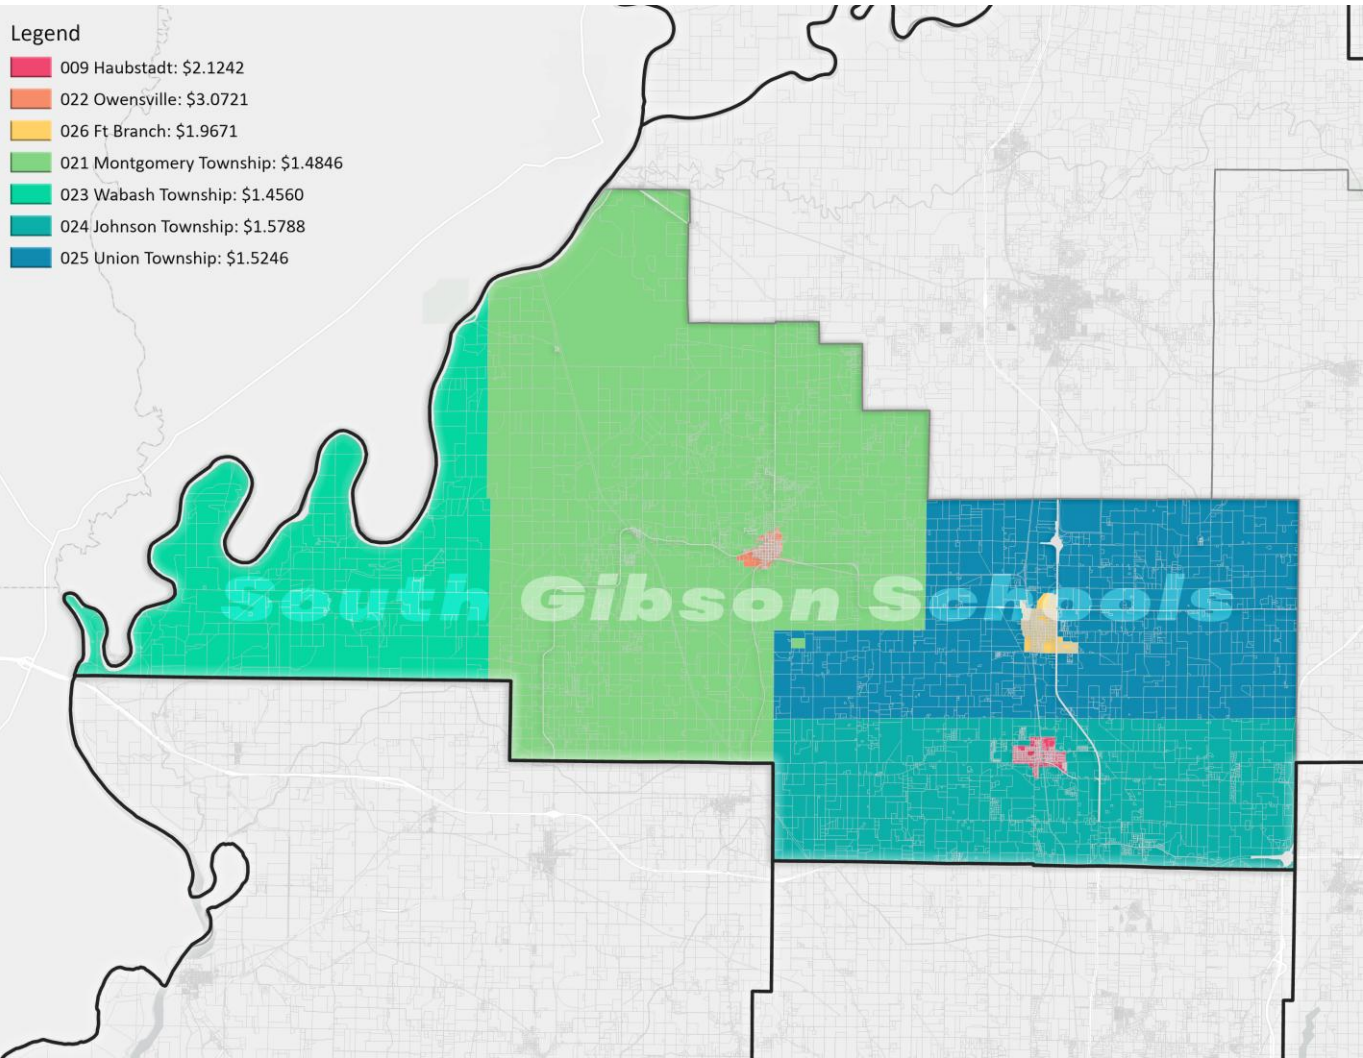 Legend
009 Haubstadt: $2.1242
022 Owensville: $3.0721
026 Ft Branch: $1.9671
021 Montgomery Township: $1.4846
023 Wabash Township: $1.4560
024 Johnson Township: $1.5788
025 Union Township: $1.5246
South Gibson Schools